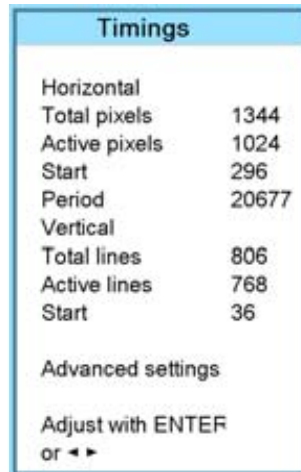 Timings
Horizontal
Total pixels 1344
Active pixels 1024
Start 296
Period 20677
Vertical
Total lines 806
Active lines 768
Start 36
Advanced settings
Adjust with ENTER
or ◄ ►